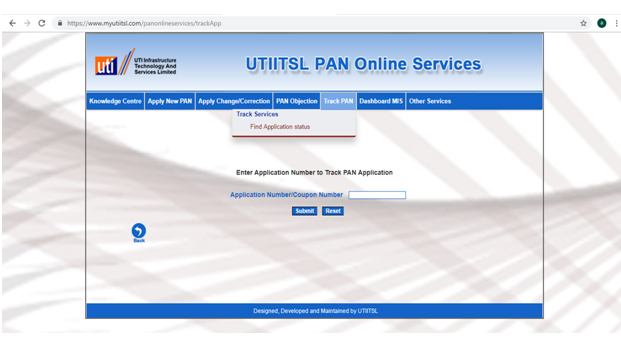 https://www.myutiitsl.com/panonlineservices/trackApp
uti
UTI Infrastructure
Technology And
Services Limited
UTIITSL PAN Online Services
Knowledge Centre Apply New PAN Apply Change/Correction PAN Objection Track PAN Dashboard MIS Other Services
Track Services
Find Application status
Enter Application Number to Track PAN Application
Application Number/Coupon Number
Submit Reset
Back
Designed, Developed and Maintained by UTIITSL